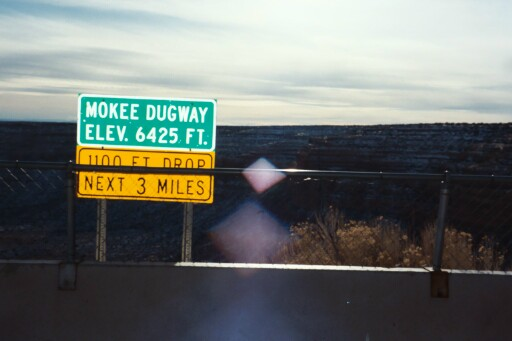 MOKEE DUGWAY
ELEV. 6425 FT.
1100 FT DROP
NEXT 3 MILES